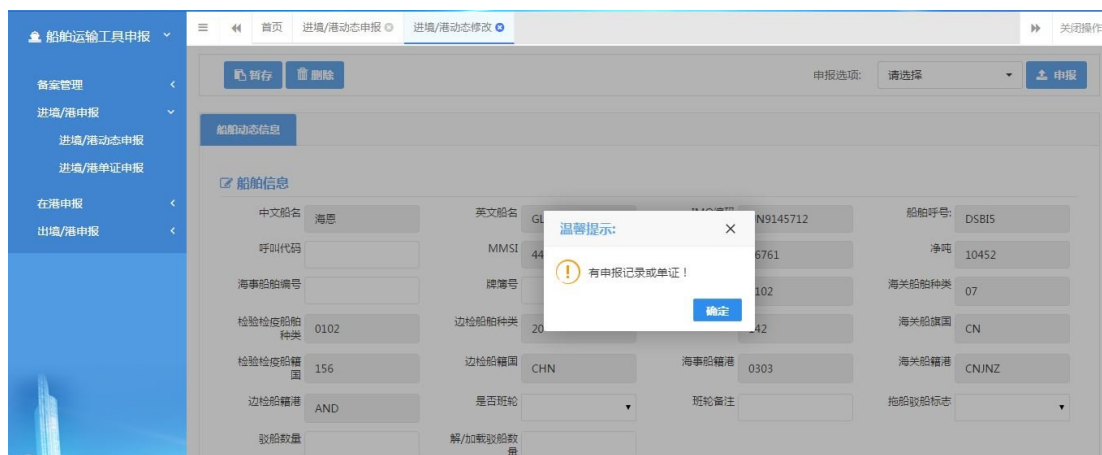 船舶运输工具申报
首页 进境/港动态申报 进境/港动态修改 关闭操作
备案管理
进境/港申报
进境/港动态申报
进境/港单证申报
在港申报
出境/港申报
暂存 删除 申报选项: 请选择 申报
船舶动态信息
船舶信息
中文船名 海恩 英文船名 GL N9145712 船舶呼号: DSBI5
呼叫代码 MMSI 44 6761 净吨 10452
海事船舶编号 牌簿号 102 海关船舶种类 07
检验检疫船舶
种类 0102 边检船舶种类 20 142 海关船旗国 CN
检验检疫船籍
国 156 边检船籍国 CHN 海事船籍港 0303 海关船籍港 CNJNZ
边检船籍港 AND 是否班轮 班轮备注 拖船驳船标志
驳船数量 解/加载驳船数
量
温馨提示:
有申报记录或单证！
确定